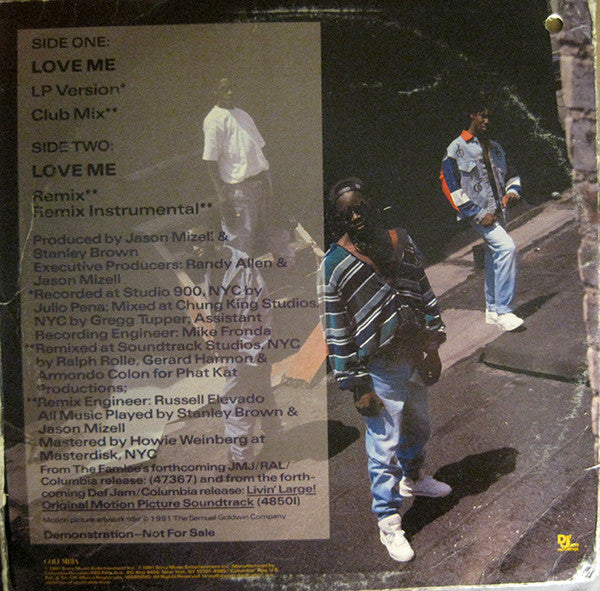 SIDE ONE:
LOVE ME
LP Version*
Club Mix**
SIDE TWO:
LOVE ME
Remix**
Remix Instrumental**
Produced by Jason Mizell &
Stanley Brown
Executive Producers: Randy Allen &
Jason Mizell
*Recorded at Studio 900, NYC by
Julio Pena; Mixed at Chung King Studios,
NYC by Gregg Tupper; Assistant
Recording Engineer: Mike Fronda
**Remixed at Soundtrack Studios, NYC
by Ralph Rolle, Gerard Harmon &
Armondo Colon for Phat Kat
Productions;
**Remix Engineer: Russell Elevado
All Music Played by Stanley Brown &
Jason Mizell
Mastered by Howie Weinberg at
Masterdisk, NYC
From The Famlee's forthcoming JMJ/RAL/
Columbia release: (47367) and from the forth-
coming Def Jam/Columbia release: Livin' Large!
Original Motion Picture Soundtrack (48501)
Motion picture artwork title © 1991 The Samuel Goldwin Company
Demonstration—Not For Sale
COLUMBIA
DEF JAM